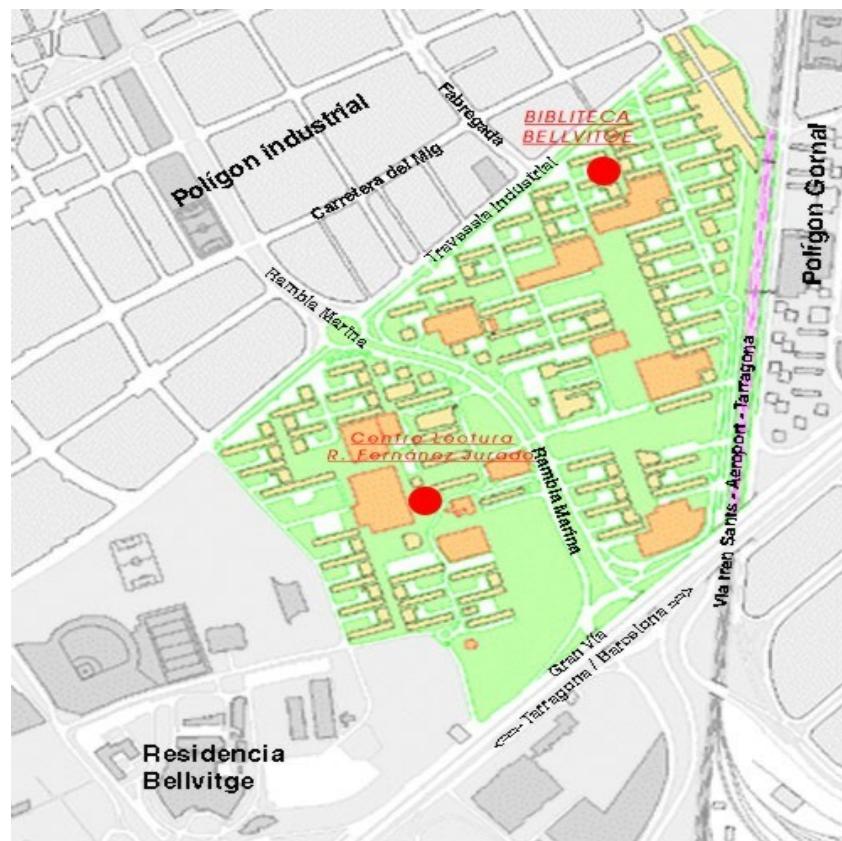 Fabregada
BIBLITECA
BELLVITGE
Polígon industrial
Carretera del Mig
Travessia Industrial
Polígon Gornal
Rambla Marina
Centre Lectura
R. Fernánez Jurado
Rambla Marina
Via tren Sants - Aeroport - Tarragona
Gran Via
<== Tarragona / Barcelona ==>
Residencia
Bellvitge